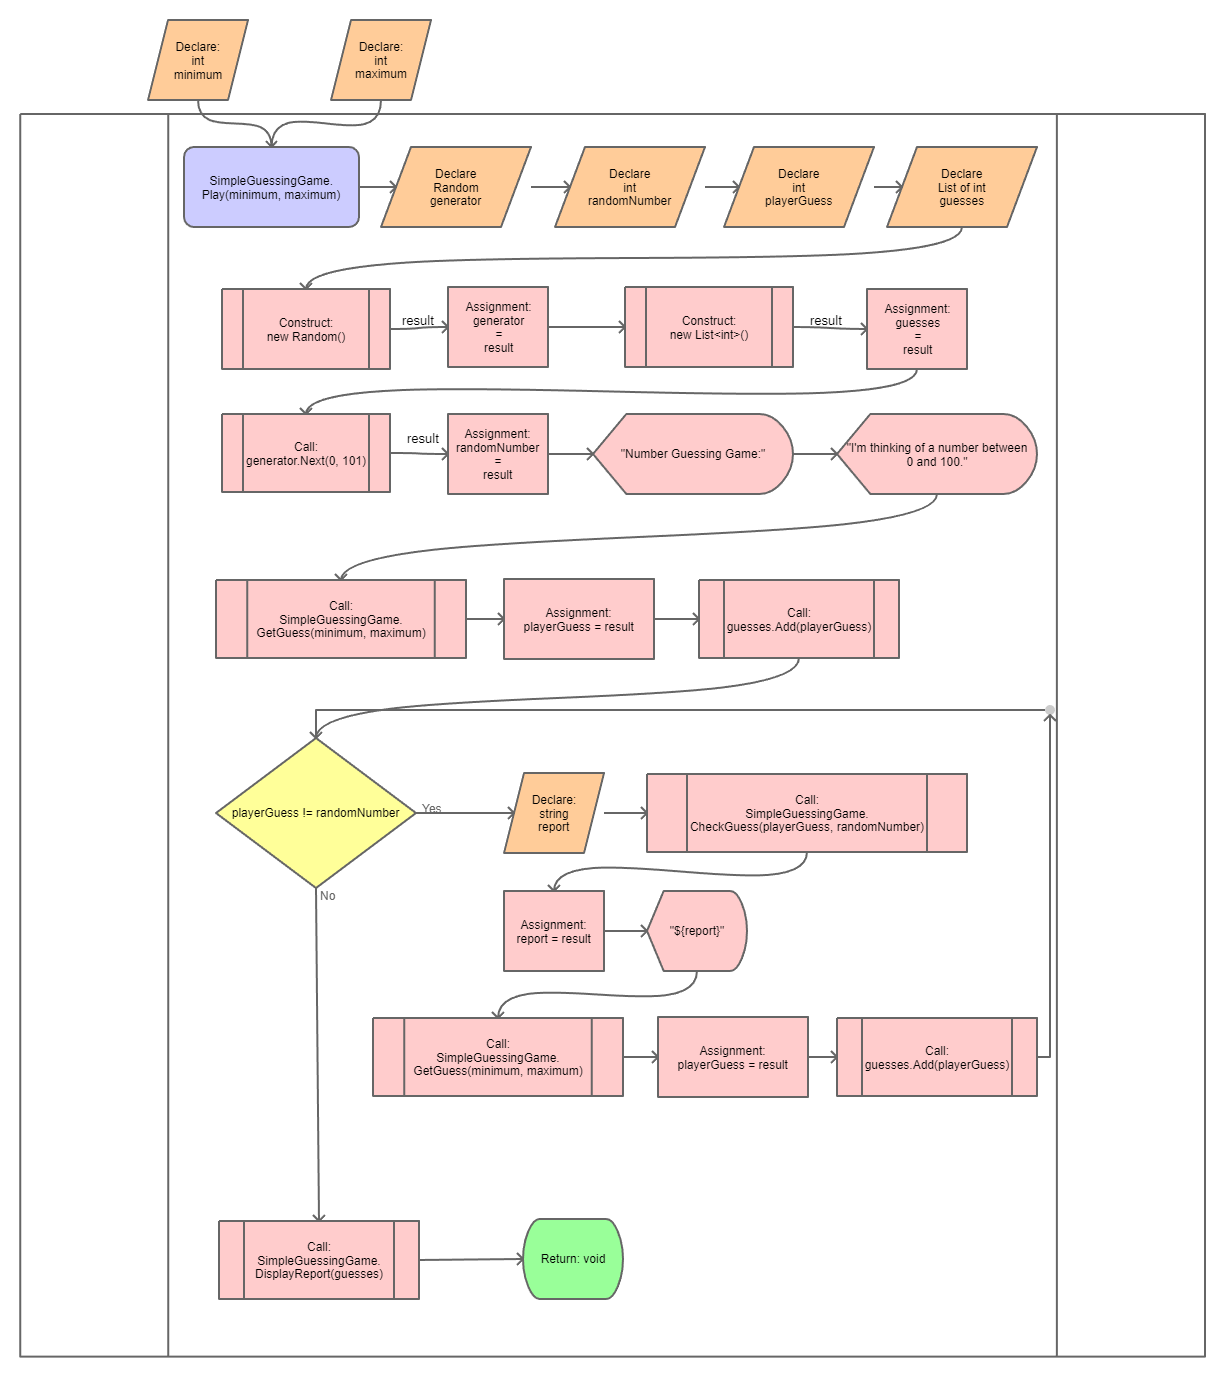 Declare:
int
minimum
Declare:
int
maximum
SimpleGuessingGame.
Play(minimum, maximum)
Declare
Random
generator
Declare
int
randomNumber
Declare
int
playerGuess
Declare
List of int
guesses
Construct:
new Random()
result
Assignment:
generator
=
result
Construct:
new List<int>()
result
Assignment:
guesses
=
result
Call:
generator.Next(0, 101)
result
Assignment:
randomNumber
=
result
"Number Guessing Game:"
"I'm thinking of a number between
0 and 100."
Call:
SimpleGuessingGame.
GetGuess(minimum, maximum)
Assignment:
playerGuess = result
Call:
guesses.Add(playerGuess)
playerGuess != randomNumber
Yes
Declare:
string
report
Call:
SimpleGuessingGame.
CheckGuess(playerGuess, randomNumber)
No
Assignment:
report = result
"${report}"
Call:
SimpleGuessingGame.
GetGuess(minimum, maximum)
Assignment:
playerGuess = result
Call:
guesses.Add(playerGuess)
Call:
SimpleGuessingGame.
DisplayReport(guesses)
Return: void